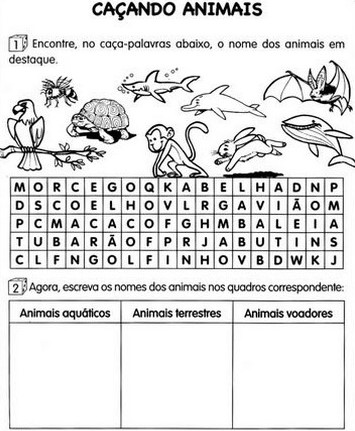 CAÇANDO ANIMAIS
1 Encontre, no caça-palavras abaixo, o nome dos animais em
destaque.
M O R C E G O Q K A B E L H A D N P
D S C O E L H O V L R G A V I Ã O M
P C M A C A C O F G H M B A L E I A
T U B A R Ã O F P R J A B U T I N S
C L F N G O L F I N H O V B D W K J
2 Agora, escreva os nomes dos animais nos quadros correspondente:
Animais aquáticos Animais terrestres Animais voadores